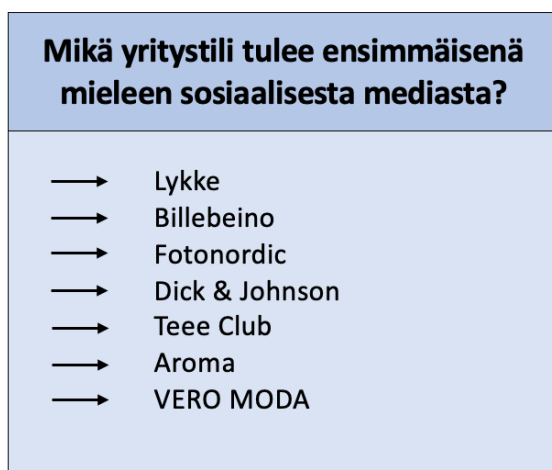 Mikä yritystili tulee ensimmäisenä
mieleen sosiaalisesta mediasta?
Lykke
Billebeino
Fotonordic
Dick & Johnson
Teee Club
Aroma
VERO MODA